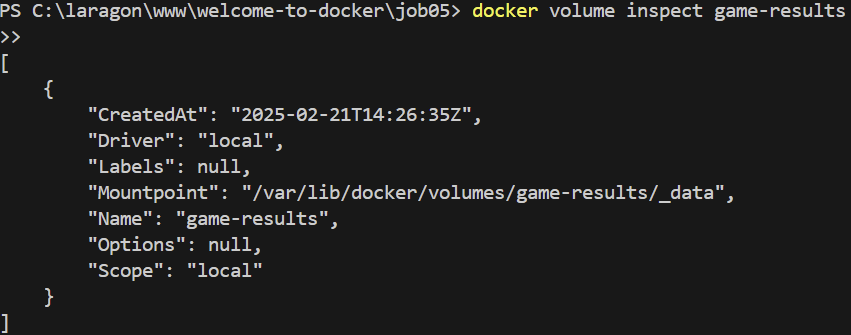 PS C:\laragon\www\welcome-to-docker\job05> docker volume inspect game-results
>>
[
    {
        "CreatedAt": "2025-02-21T14:26:35Z",
        "Driver": "local",
        "Labels": null,
        "Mountpoint": "/var/lib/docker/volumes/game-results/_data",
        "Name": "game-results",
        "Options": null,
        "Scope": "local"
    }
]